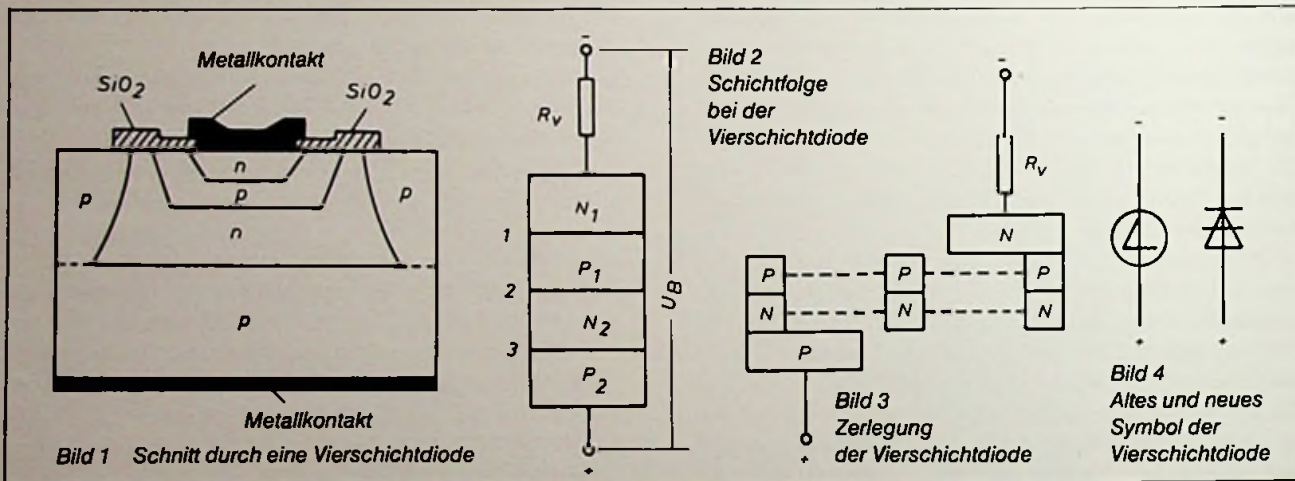 Metallkontakt
SiO2
SiO2
n
p
p
p
n
p
Metallkontakt
Bild 1 Schnitt durch eine Vierschichtdiode
-
Rv
N1
1
P1
2
N2
3
P2
+
UB
Bild 2
Schichtfolge
bei der
Vierschichtdiode
-
Rv
N
P
P
P
N
N
N
P
+
Bild 3
Zerlegung
der Vierschichtdiode
- -
+ +
Bild 4
Altes und neues
Symbol der
Vierschichtdiode